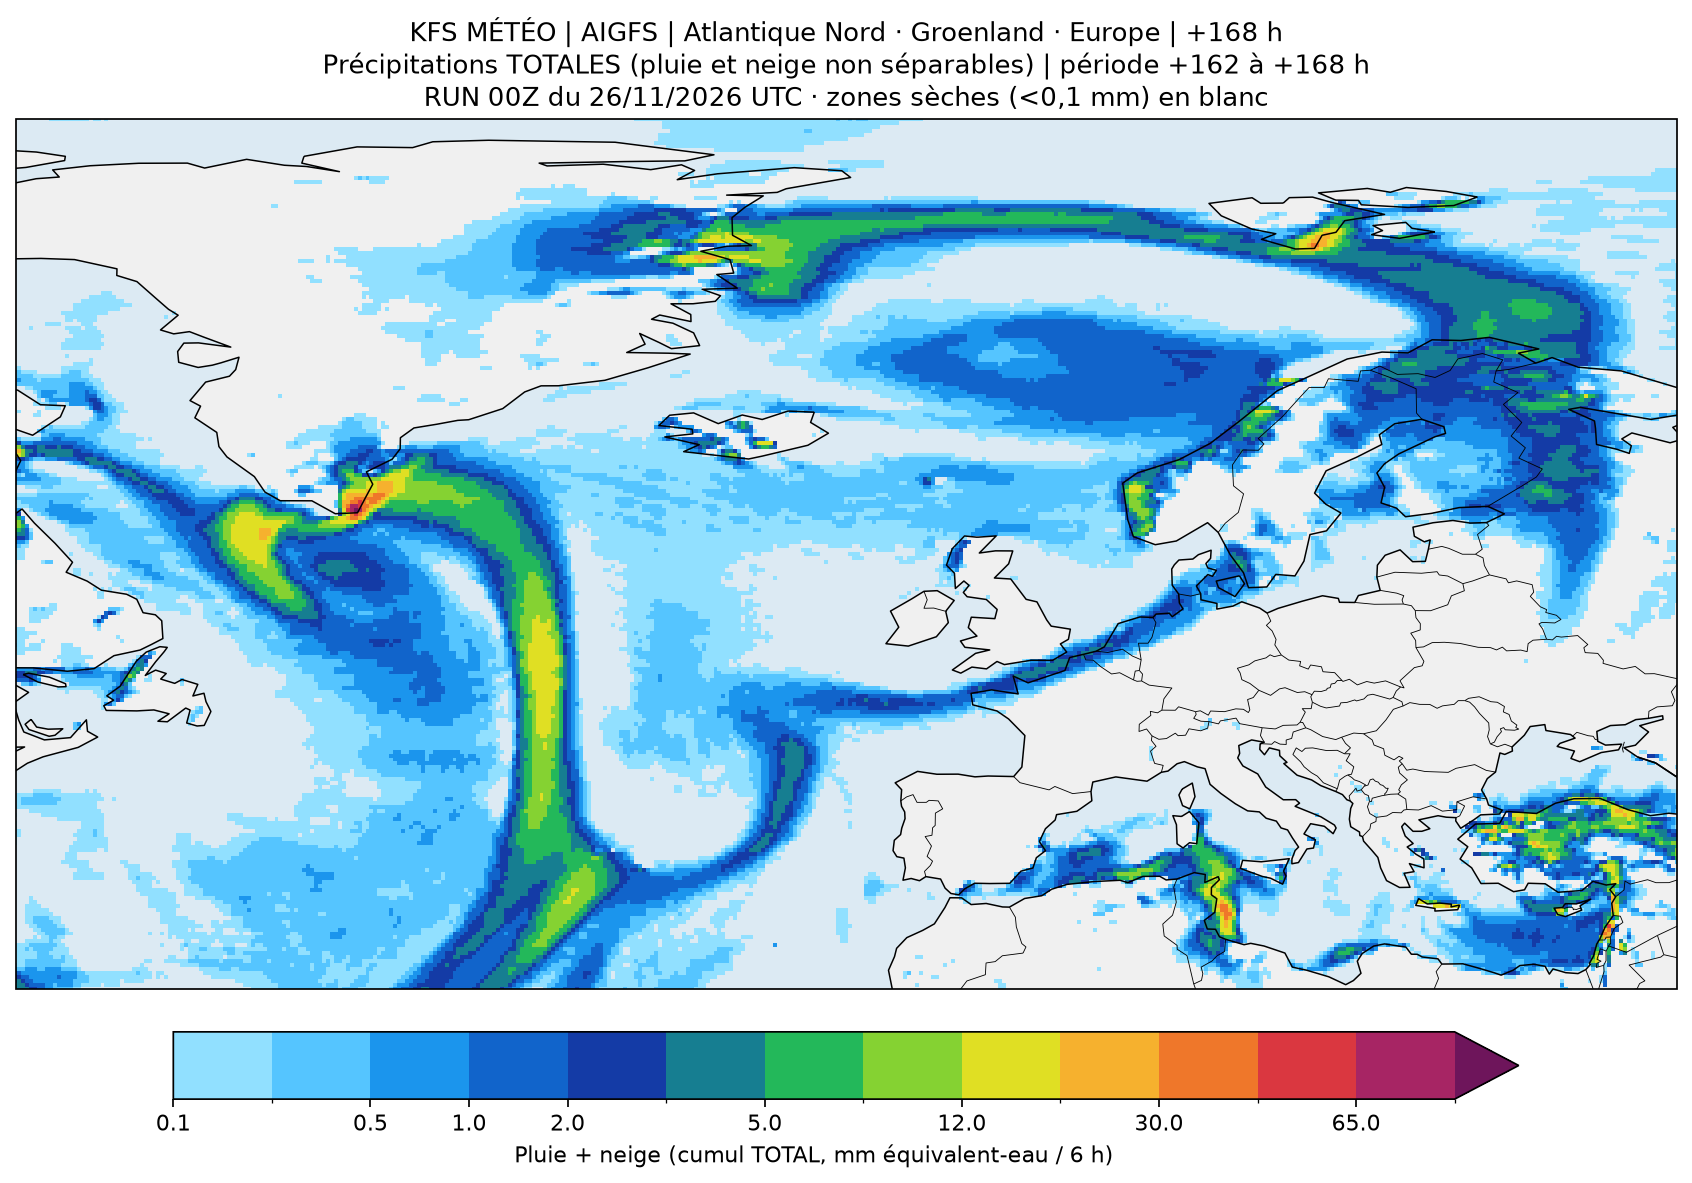 KFS MÉTÉO | AIGFS | Atlantique Nord · Groenland · Europe | +168 h
Précipitations TOTALES (pluie et neige non séparables) | période +162 à +168 h
RUN 00Z du 26/11/2026 UTC · zones sèches (<0,1 mm) en blanc
0.1 0.5 1.0 2.0 5.0 12.0 30.0 65.0
Pluie + neige (cumul TOTAL, mm équivalent-eau / 6 h)